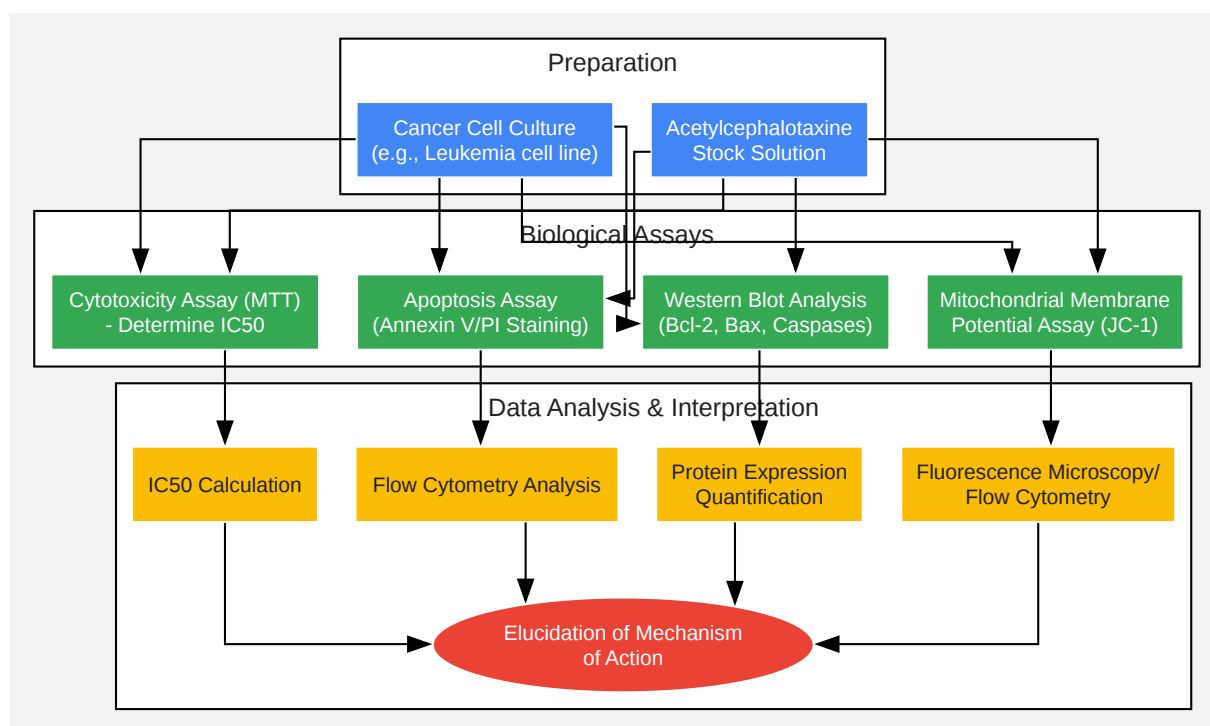 Preparation
Cancer Cell Culture
(e.g., Leukemia cell line)
Acetylcephalotaxine
Stock Solution
Biological Assays
Cytotoxicity Assay (MTT)
- Determine IC50
Apoptosis Assay
(Annexin V/PI Staining)
Western Blot Analysis
(Bcl-2, Bax, Caspases)
Mitochondrial Membrane
Potential Assay (JC-1)
Data Analysis & Interpretation
IC50 Calculation
Flow Cytometry Analysis
Protein Expression
Quantification
Fluorescence Microscopy/
Flow Cytometry
Elucidation of Mechanism
of Action